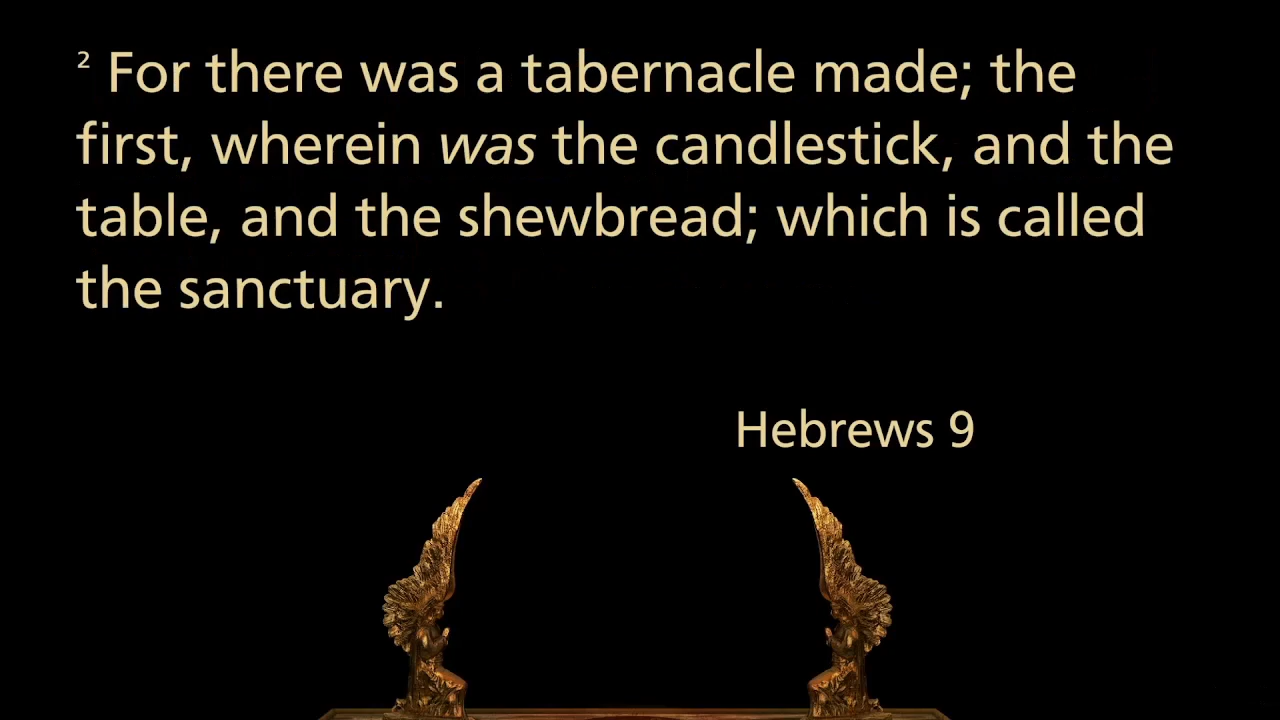 2 For there was a tabernacle made; the
first, wherein was the candlestick, and the
table, and the shewbread; which is called
the sanctuary.
Hebrews 9